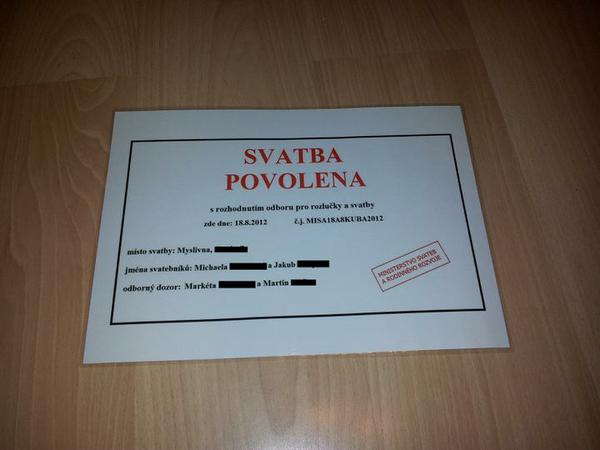 SVATBA
POVOLENA
s rozhodnutím odboru pro rozlučky a svatby
zde dne: 18.8.2012 č.j. MISA18A8KUBA2012
místo svatby: Myslivna,
jména svatebníků: Michaela a Jakub
odborný dozor: Markéta a Martin
MINISTERSTVO SVATEB
A RODINNÉHO ROZVOJE